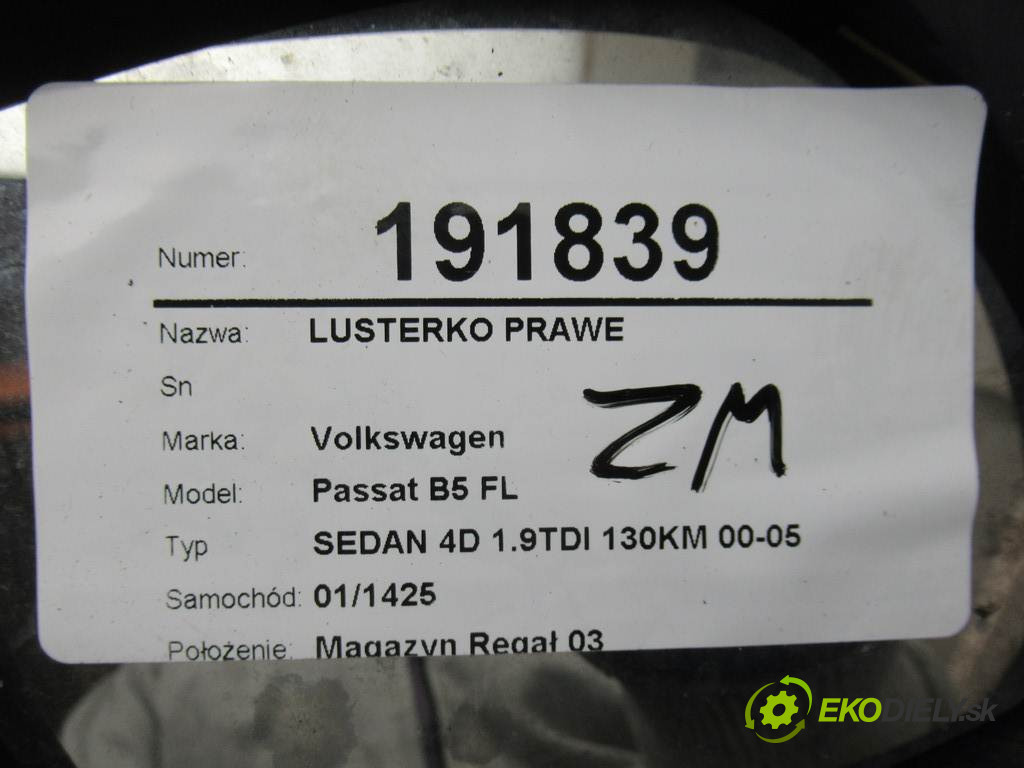 Numer: 191839
Nazwa: LUSTERKO PRAWE
Sn
ZM
Marka: Volkswagen
Model: Passat B5 FL
Typ SEDAN 4D 1.9TDI 130KM 00-05
Samochód: 01/1425
Położenie: Magazyn Regał 03
EKODIELY.sk